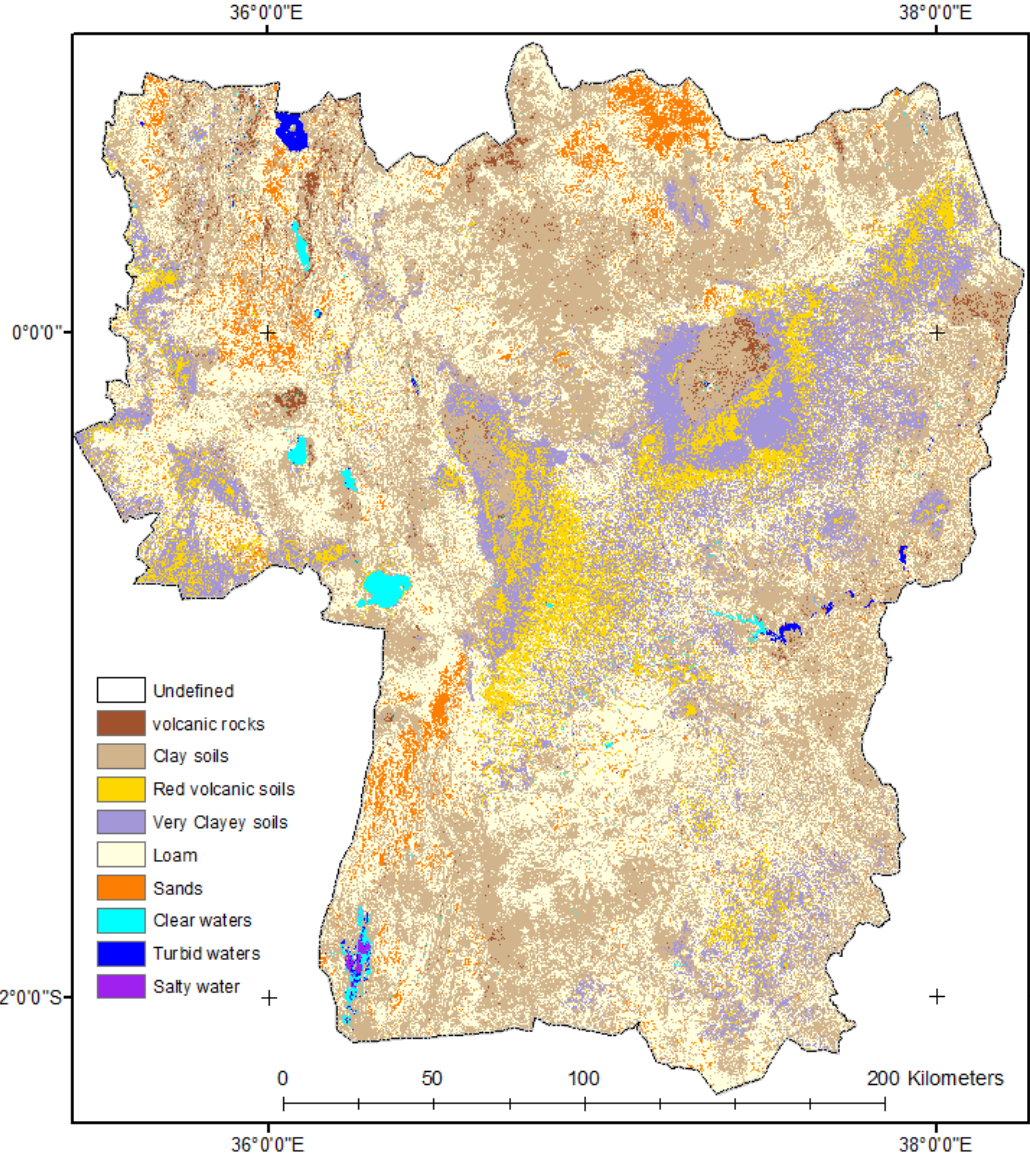 36°0'0"E 38°0'0"E
0°0'0"
Undefined
volcanic rocks
Clay soils
Red volcanic soils
Very Clayey soils
Loam
Sands
Clear waters
Turbid waters
Salty water
2°0'0"S
0 50 100 200 Kilometers
36°0'0"E 38°0'0"E